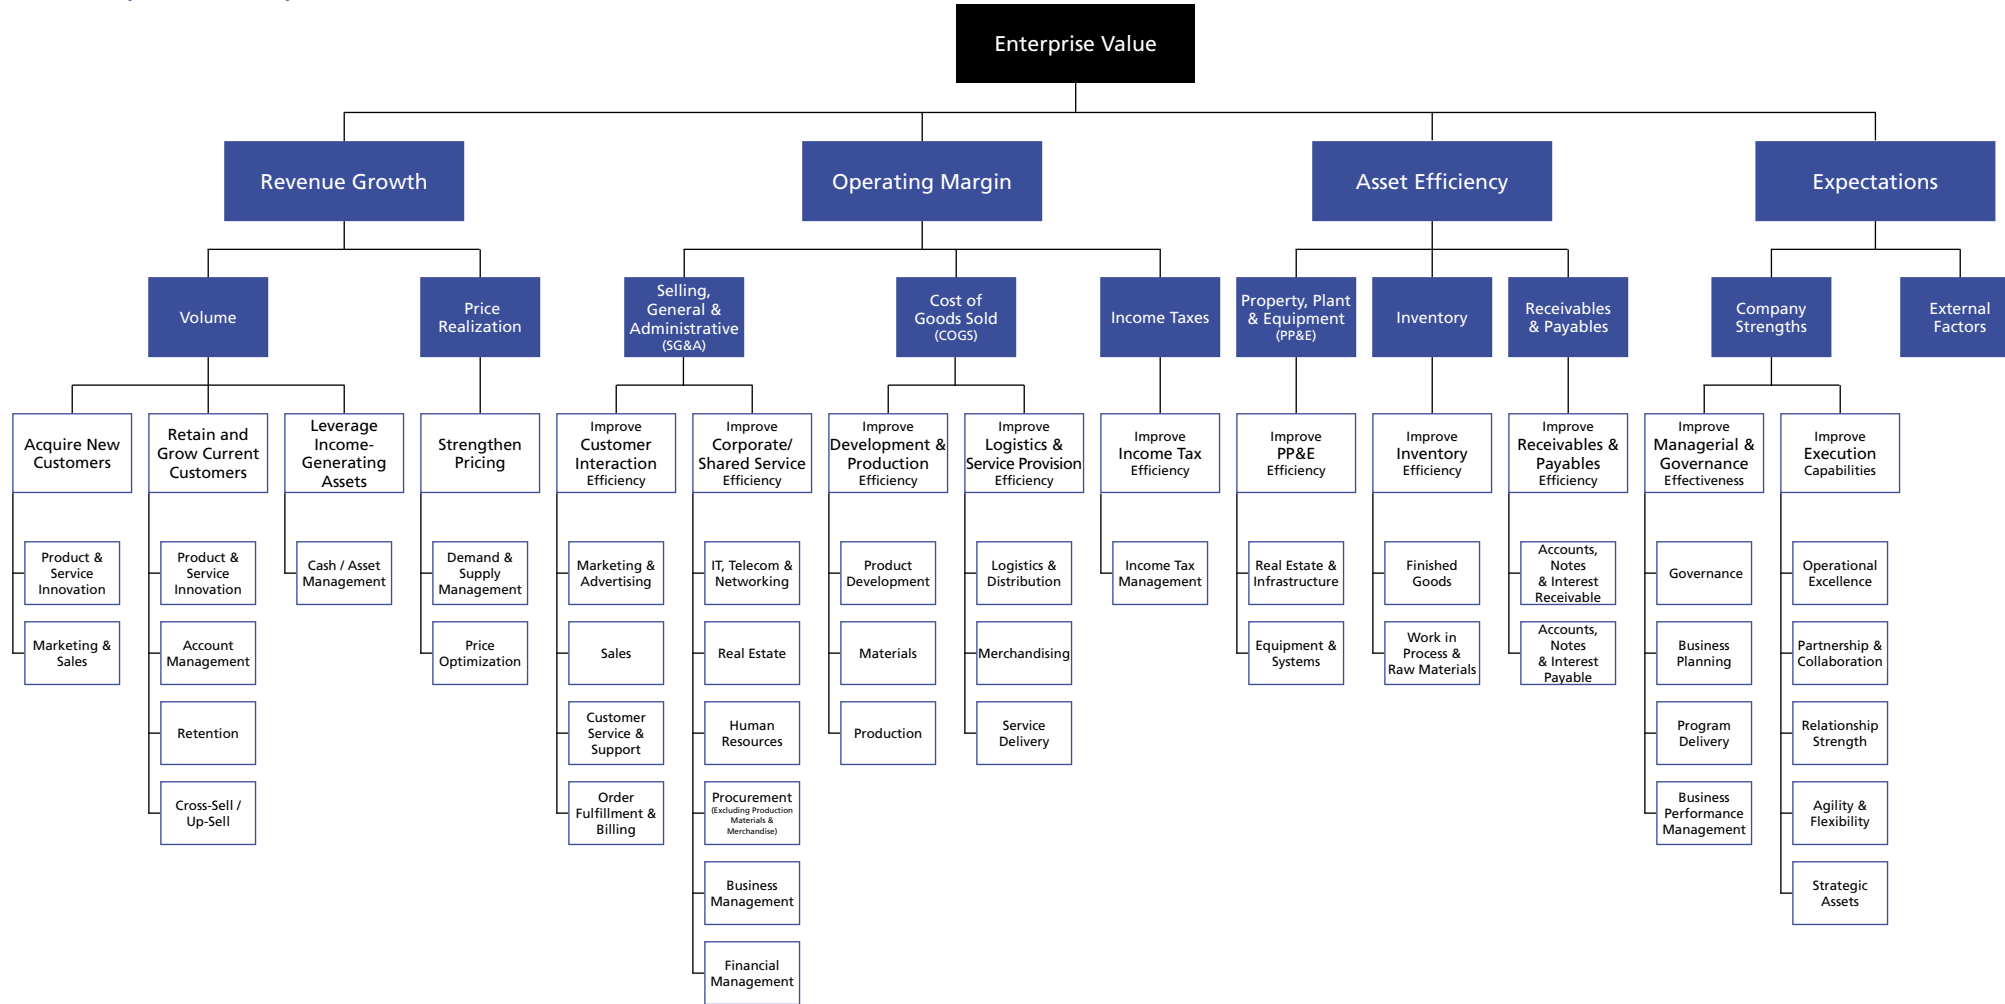 Enterprise Value
Revenue Growth
Operating Margin
Asset Efficiency
Expectations
Volume
Price
Realization
Selling,
General &
Administrative
(SG&A)
Cost of
Goods Sold
(COGS)
Income Taxes
Property, Plant
& Equipment
(PP&E)
Inventory
Receivables
& Payables
Company
Strengths
External
Factors
Acquire New
Customers
Retain and
Grow Current
Customers
Leverage
Income-
Generating
Assets
Strengthen
Pricing
Improve
Customer
Interaction
Efficiency
Improve
Corporate/
Shared Service
Efficiency
Improve
Development &
Production
Efficiency
Improve
Logistics &
Service Provision
Efficiency
Improve
Income Tax
Efficiency
Improve
PP&E
Efficiency
Improve
Inventory
Efficiency
Improve
Receivables &
Payables
Efficiency
Improve
Managerial &
Governance
Effectiveness
Improve
Execution
Capabilities
Product &
Service
Innovation
Marketing &
Sales
Product &
Service
Innovation
Account
Management
Retention
Cross-Sell /
Up-Sell
Cash / Asset
Management
Demand &
Supply
Management
Price
Optimization
Marketing &
Advertising
Sales
Customer
Service &
Support
Order
Fulfillment &
Billing
IT, Telecom &
Networking
Real Estate
Human
Resources
Procurement
(Excluding Production
Materials &
Merchandise)
Business
Management
Financial
Management
Product
Development
Materials
Production
Logistics &
Distribution
Merchandising
Service
Delivery
Income Tax
Management
Real Estate &
Infrastructure
Equipment &
Systems
Finished
Goods
Work in
Process &
Raw Materials
Accounts,
Notes
& Interest
Receivable
Accounts,
Notes
& Interest
Payable
Governance
Business
Planning
Program
Delivery
Business
Performance
Management
Operational
Excellence
Partnership &
Collaboration
Relationship
Strength
Agility &
Flexibility
Strategic
Assets